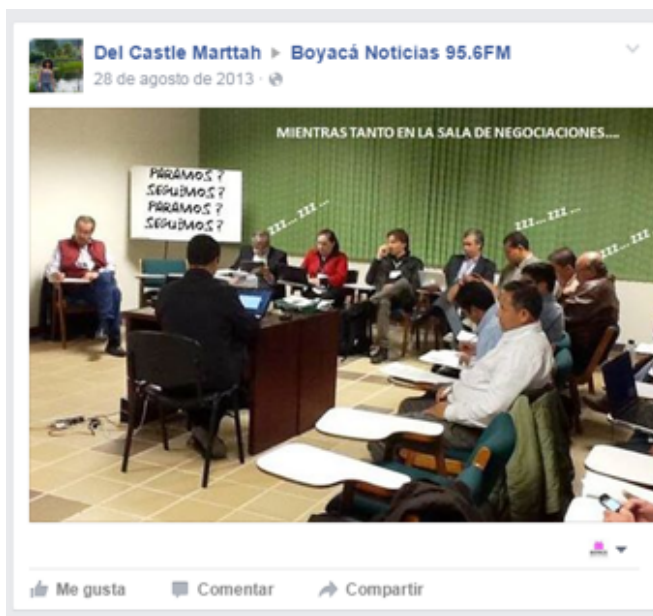 Del Castle Marttah ▸ Boyacá Noticias 95.6FM
28 de agosto de 2013 ·
MIENTRAS TANTO EN LA SALA DE NEGOCIACIONES....
PARAMOS?
SEGUIMOS?
PARAMOS?
SEGUIMOS?
zzz... zzz ...
zzz... zzz ...
zzz... zzz ...
Me gusta
Comentar
Compartir